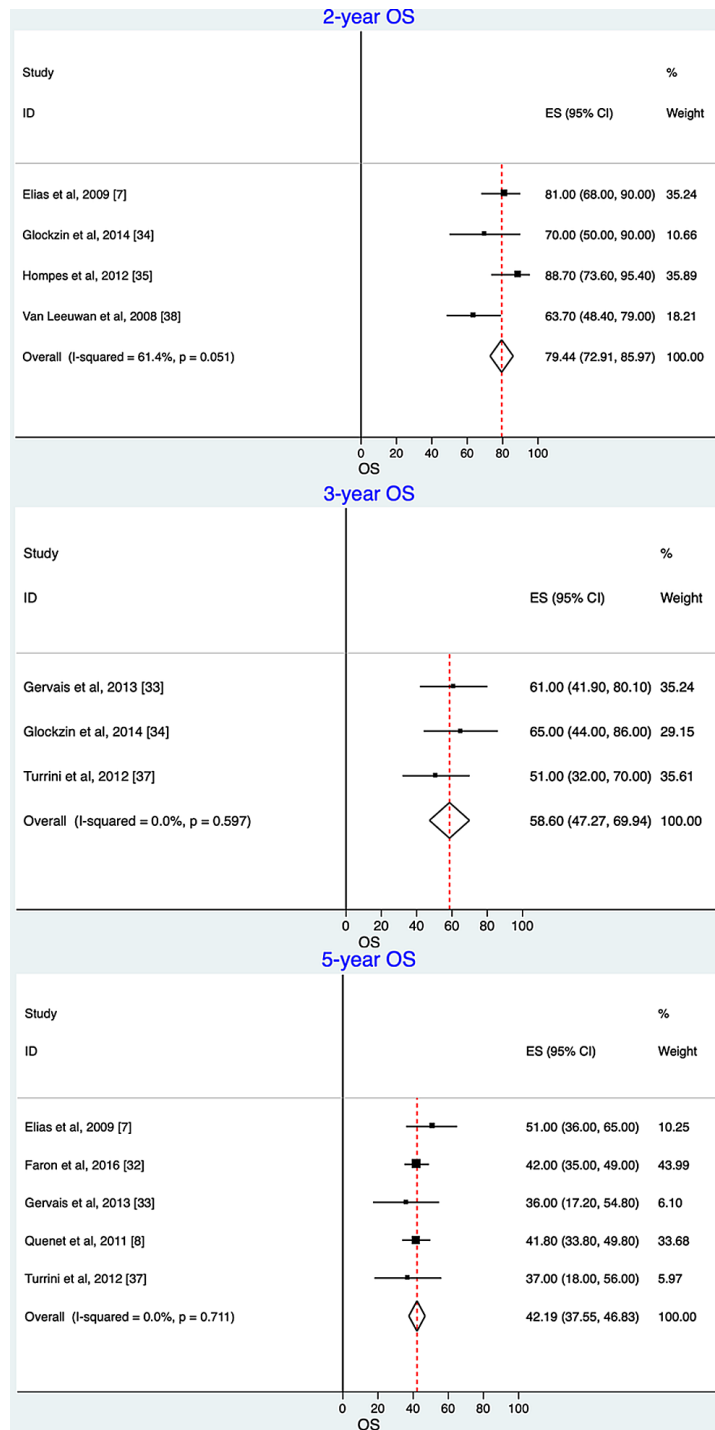 2-year OS
Study %
ID ES (95% CI) Weight
Elias et al, 2009 [7] 81.00 (68.00, 90.00) 35.24
Glockzin et al, 2014 [34] 70.00 (50.00, 90.00) 10.66
Hompes et al, 2012 [35] 88.70 (73.60, 95.40) 35.89
Van Leeuwan et al, 2008 [38] 63.70 (48.40, 79.00) 18.21
Overall (I-squared = 61.4%, p = 0.051) 79.44 (72.91, 85.97) 100.00
0 20 40 60 80 100
OS
3-year OS
Study %
ID ES (95% CI) Weight
Gervais et al, 2013 [33] 61.00 (41.90, 80.10) 35.24
Glockzin et al, 2014 [34] 65.00 (44.00, 86.00) 29.15
Turrini et al, 2012 [37] 51.00 (32.00, 70.00) 35.61
Overall (I-squared = 0.0%, p = 0.597) 58.60 (47.27, 69.94) 100.00
0 20 40 60 80 100
OS
5-year OS
Study %
ID ES (95% CI) Weight
Elias et al, 2009 [7] 51.00 (36.00, 65.00) 10.25
Faron et al, 2016 [32] 42.00 (35.00, 49.00) 43.99
Gervais et al, 2013 [33] 36.00 (17.20, 54.80) 6.10
Quenet et al, 2011 [8] 41.80 (33.80, 49.80) 33.68
Turrini et al, 2012 [37] 37.00 (18.00, 56.00) 5.97
Overall (I-squared = 0.0%, p = 0.711) 42.19 (37.55, 46.83) 100.00
0 20 40 60 80 100
OS